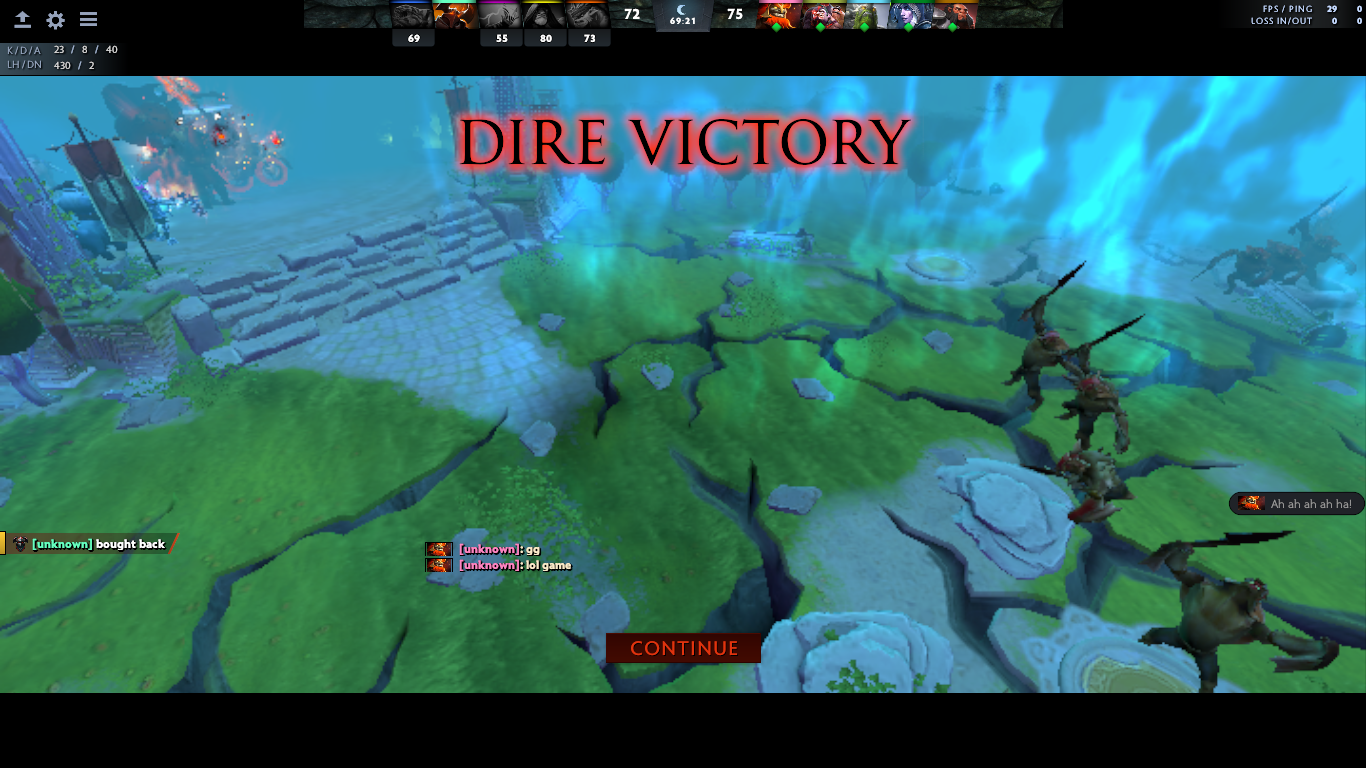 72
69:21
75
FPS / PING 29 0
LOSS IN/OUT 0 0
69
55
80
73
K/D/A 23 / 8 / 40
LH/DN 430 / 2
DIRE VICTORY
Ah ah ah ah ha!
[unknown] bought back
[unknown]: gg
[unknown]: lol game
CONTINUE